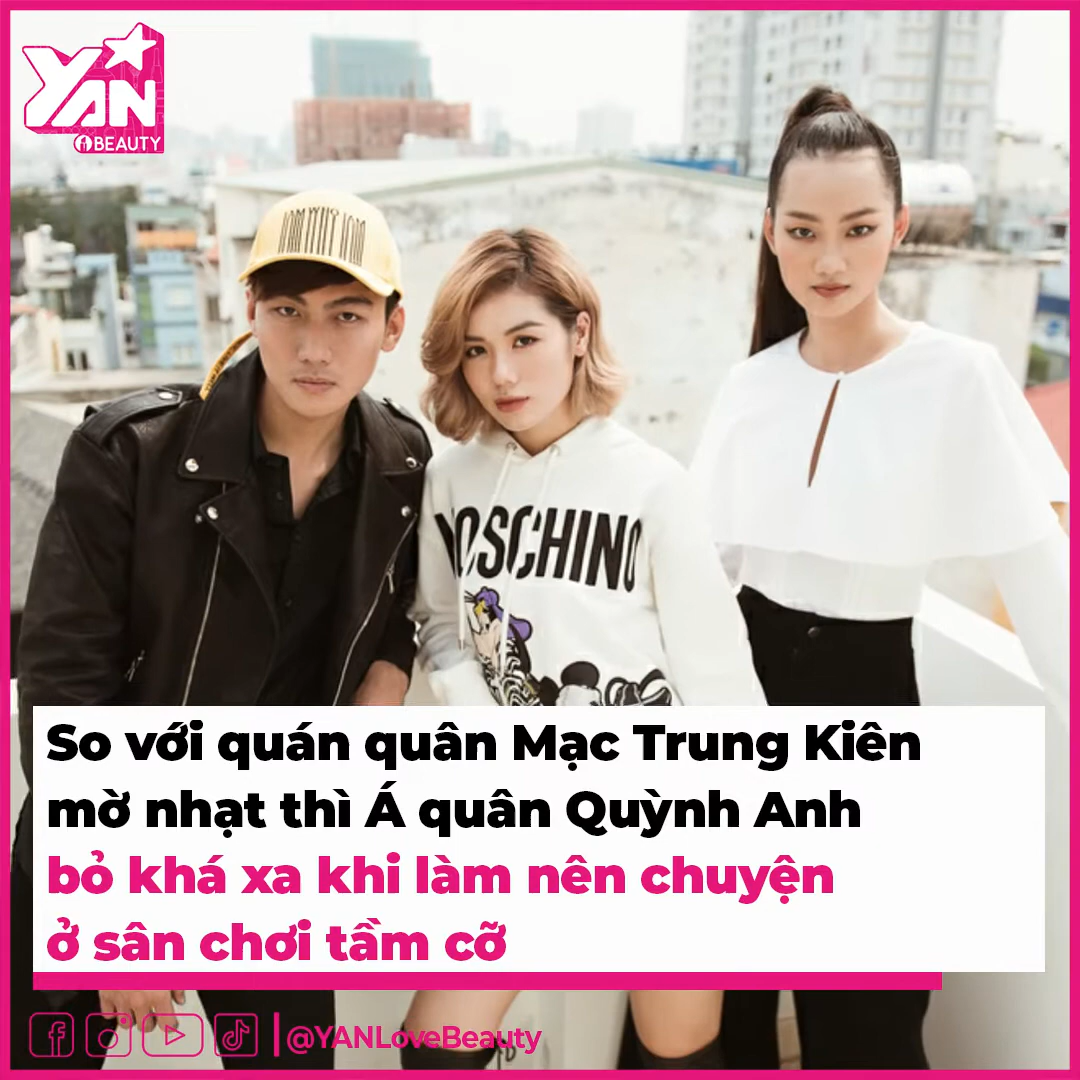 YAN
BEAUTY
MOSCHINO
So với quán quân Mạc Trung Kiên
mờ nhạt thì Á quân Quỳnh Anh
bỏ khá xa khi làm nên chuyện
ở sân chơi tầm cỡ
@YANLoveBeauty